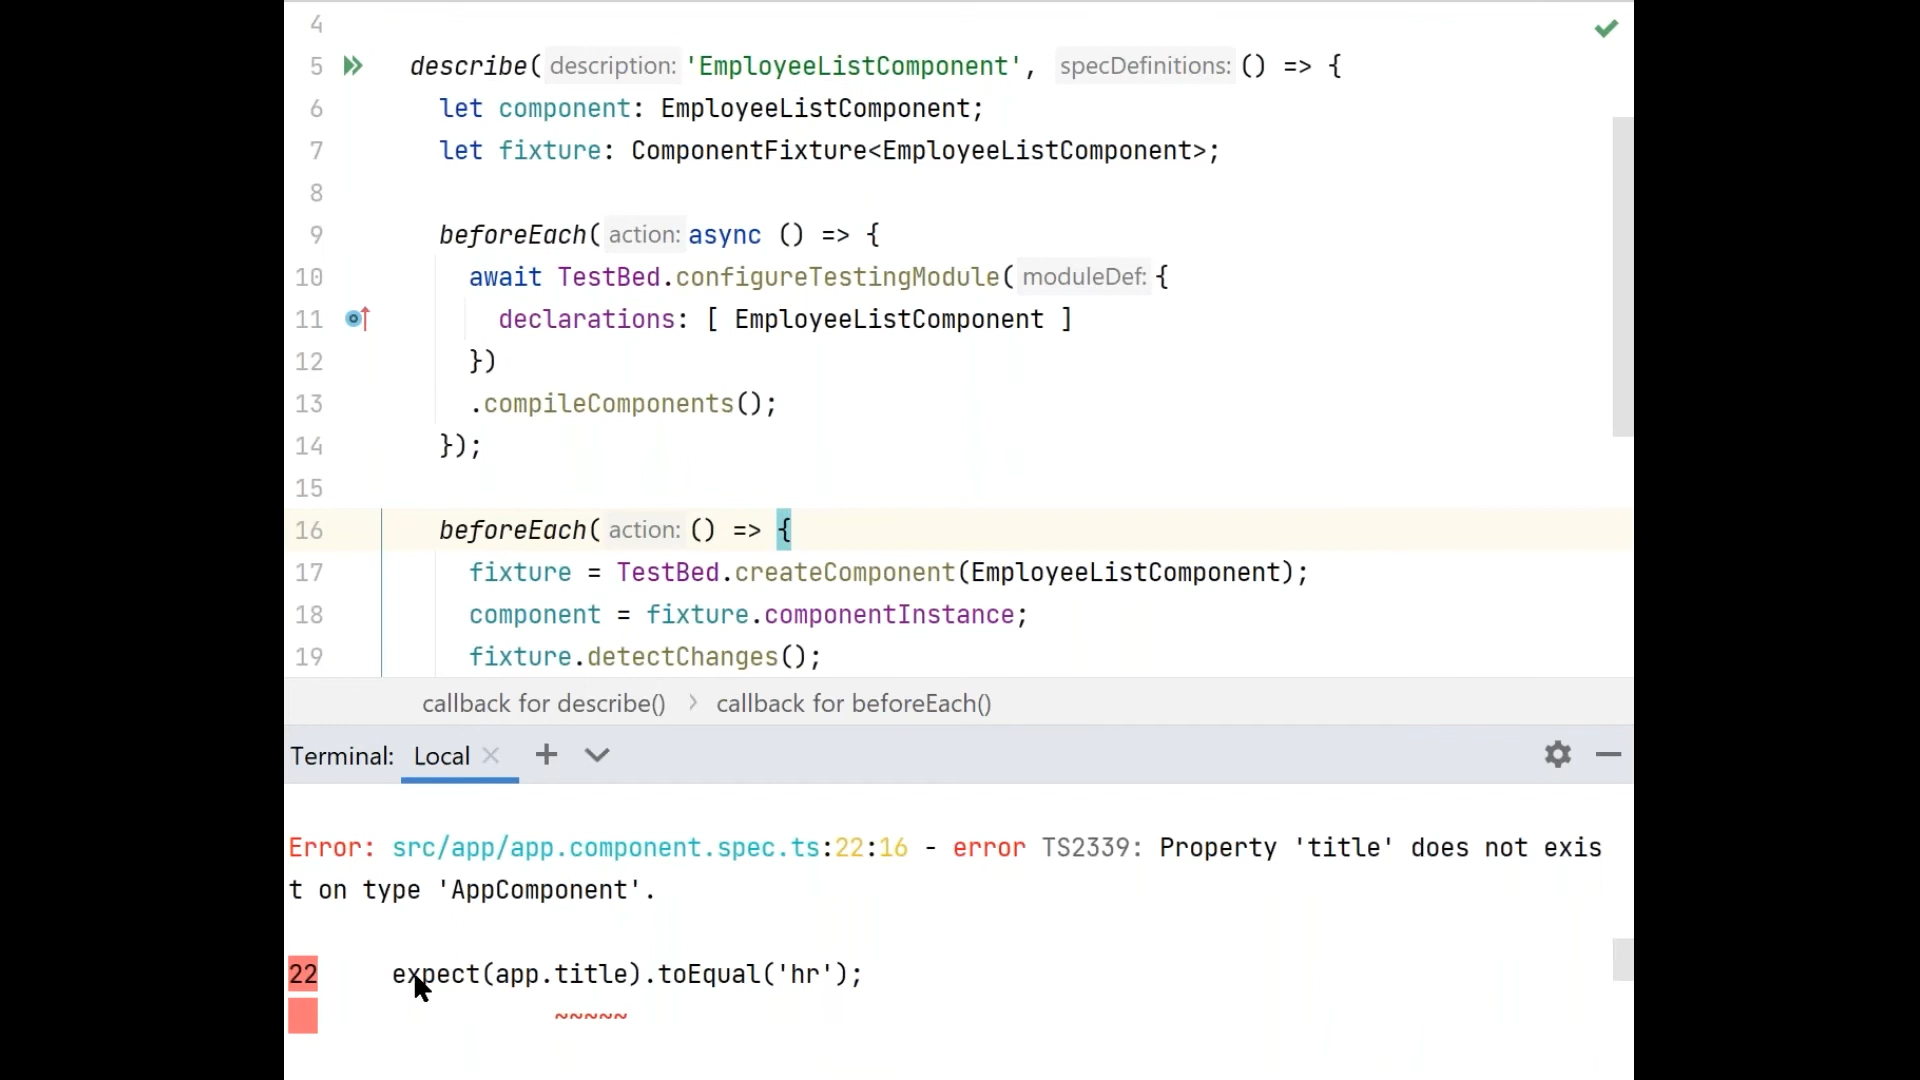 4
5 describe( description: 'EmployeeListComponent', specDefinitions: () => {
6 let component: EmployeeListComponent;
7 let fixture: ComponentFixture<EmployeeListComponent>;
8
9 beforeEach( action: async () => {
10 await TestBed.configureTestingModule( moduleDef: {
11 declarations: [ EmployeeListComponent ]
12 })
13 .compileComponents();
14 });
15
16 beforeEach( action: () => {
17 fixture = TestBed.createComponent(EmployeeListComponent);
18 component = fixture.componentInstance;
19 fixture.detectChanges();
callback for describe() › callback for beforeEach()
Terminal: Local
Error: src/app/app.component.spec.ts:22:16 - error TS2339: Property 'title' does not exis
t on type 'AppComponent'.
22 expect(app.title).toEqual('hr');
~~~~~